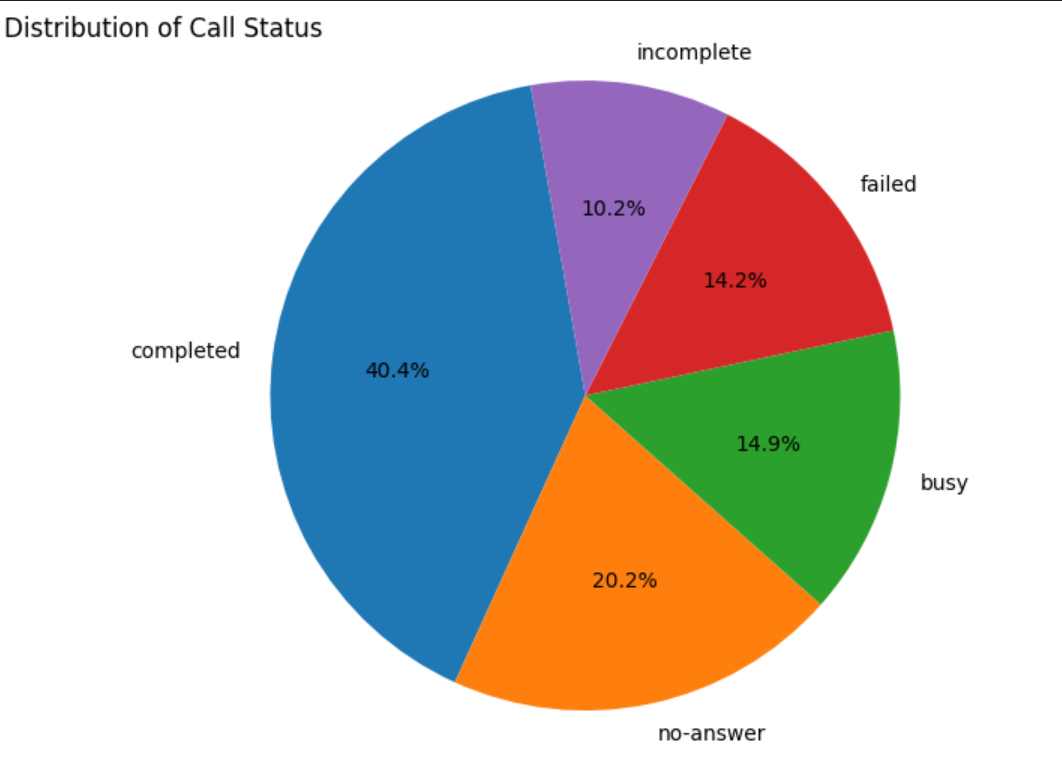 Distribution of Call Status
incomplete
failed
10.2%
14.2%
completed
40.4%
14.9%
busy
20.2%
no-answer